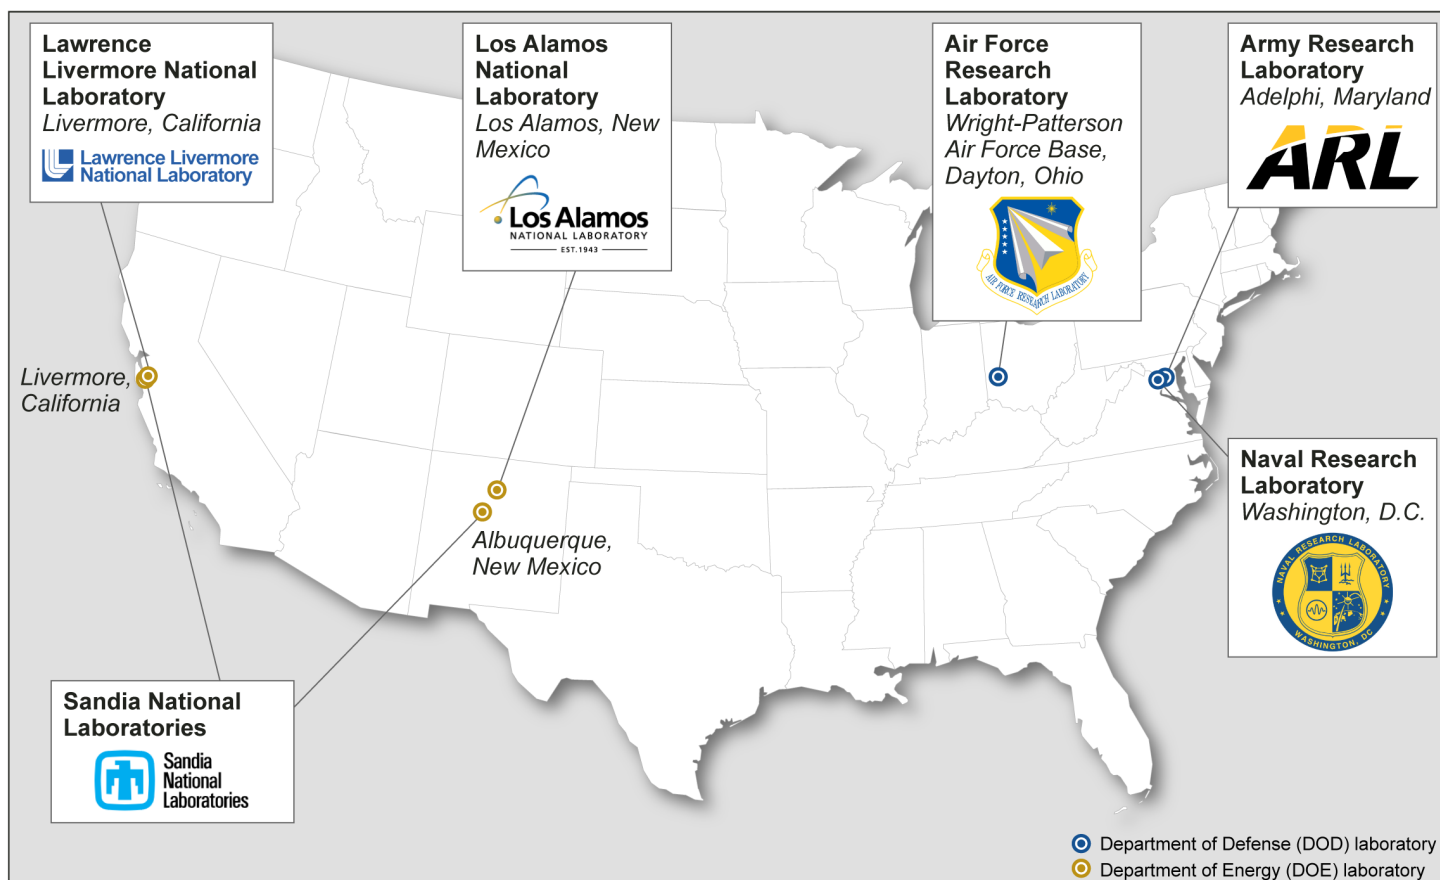 Lawrence
Livermore National
Laboratory
Livermore, California
Lawrence Livermore
National Laboratory
Los Alamos
National
Laboratory
Los Alamos, New
Mexico
Los Alamos
NATIONAL LABORATORY
EST.1943
Air Force
Research
Laboratory
Wright-Patterson
Air Force Base,
Dayton, Ohio
AIR FORCE RESEARCH LABORATORY
Army Research
Laboratory
Adelphi, Maryland
ARL
Livermore,
California
Albuquerque,
New Mexico
Naval Research
Laboratory
Washington, D.C.
NAVAL RESEARCH LABORATORY
WASHINGTON, DC
Sandia National
Laboratories
Sandia
National
Laboratories
Department of Defense (DOD) laboratory
Department of Energy (DOE) laboratory